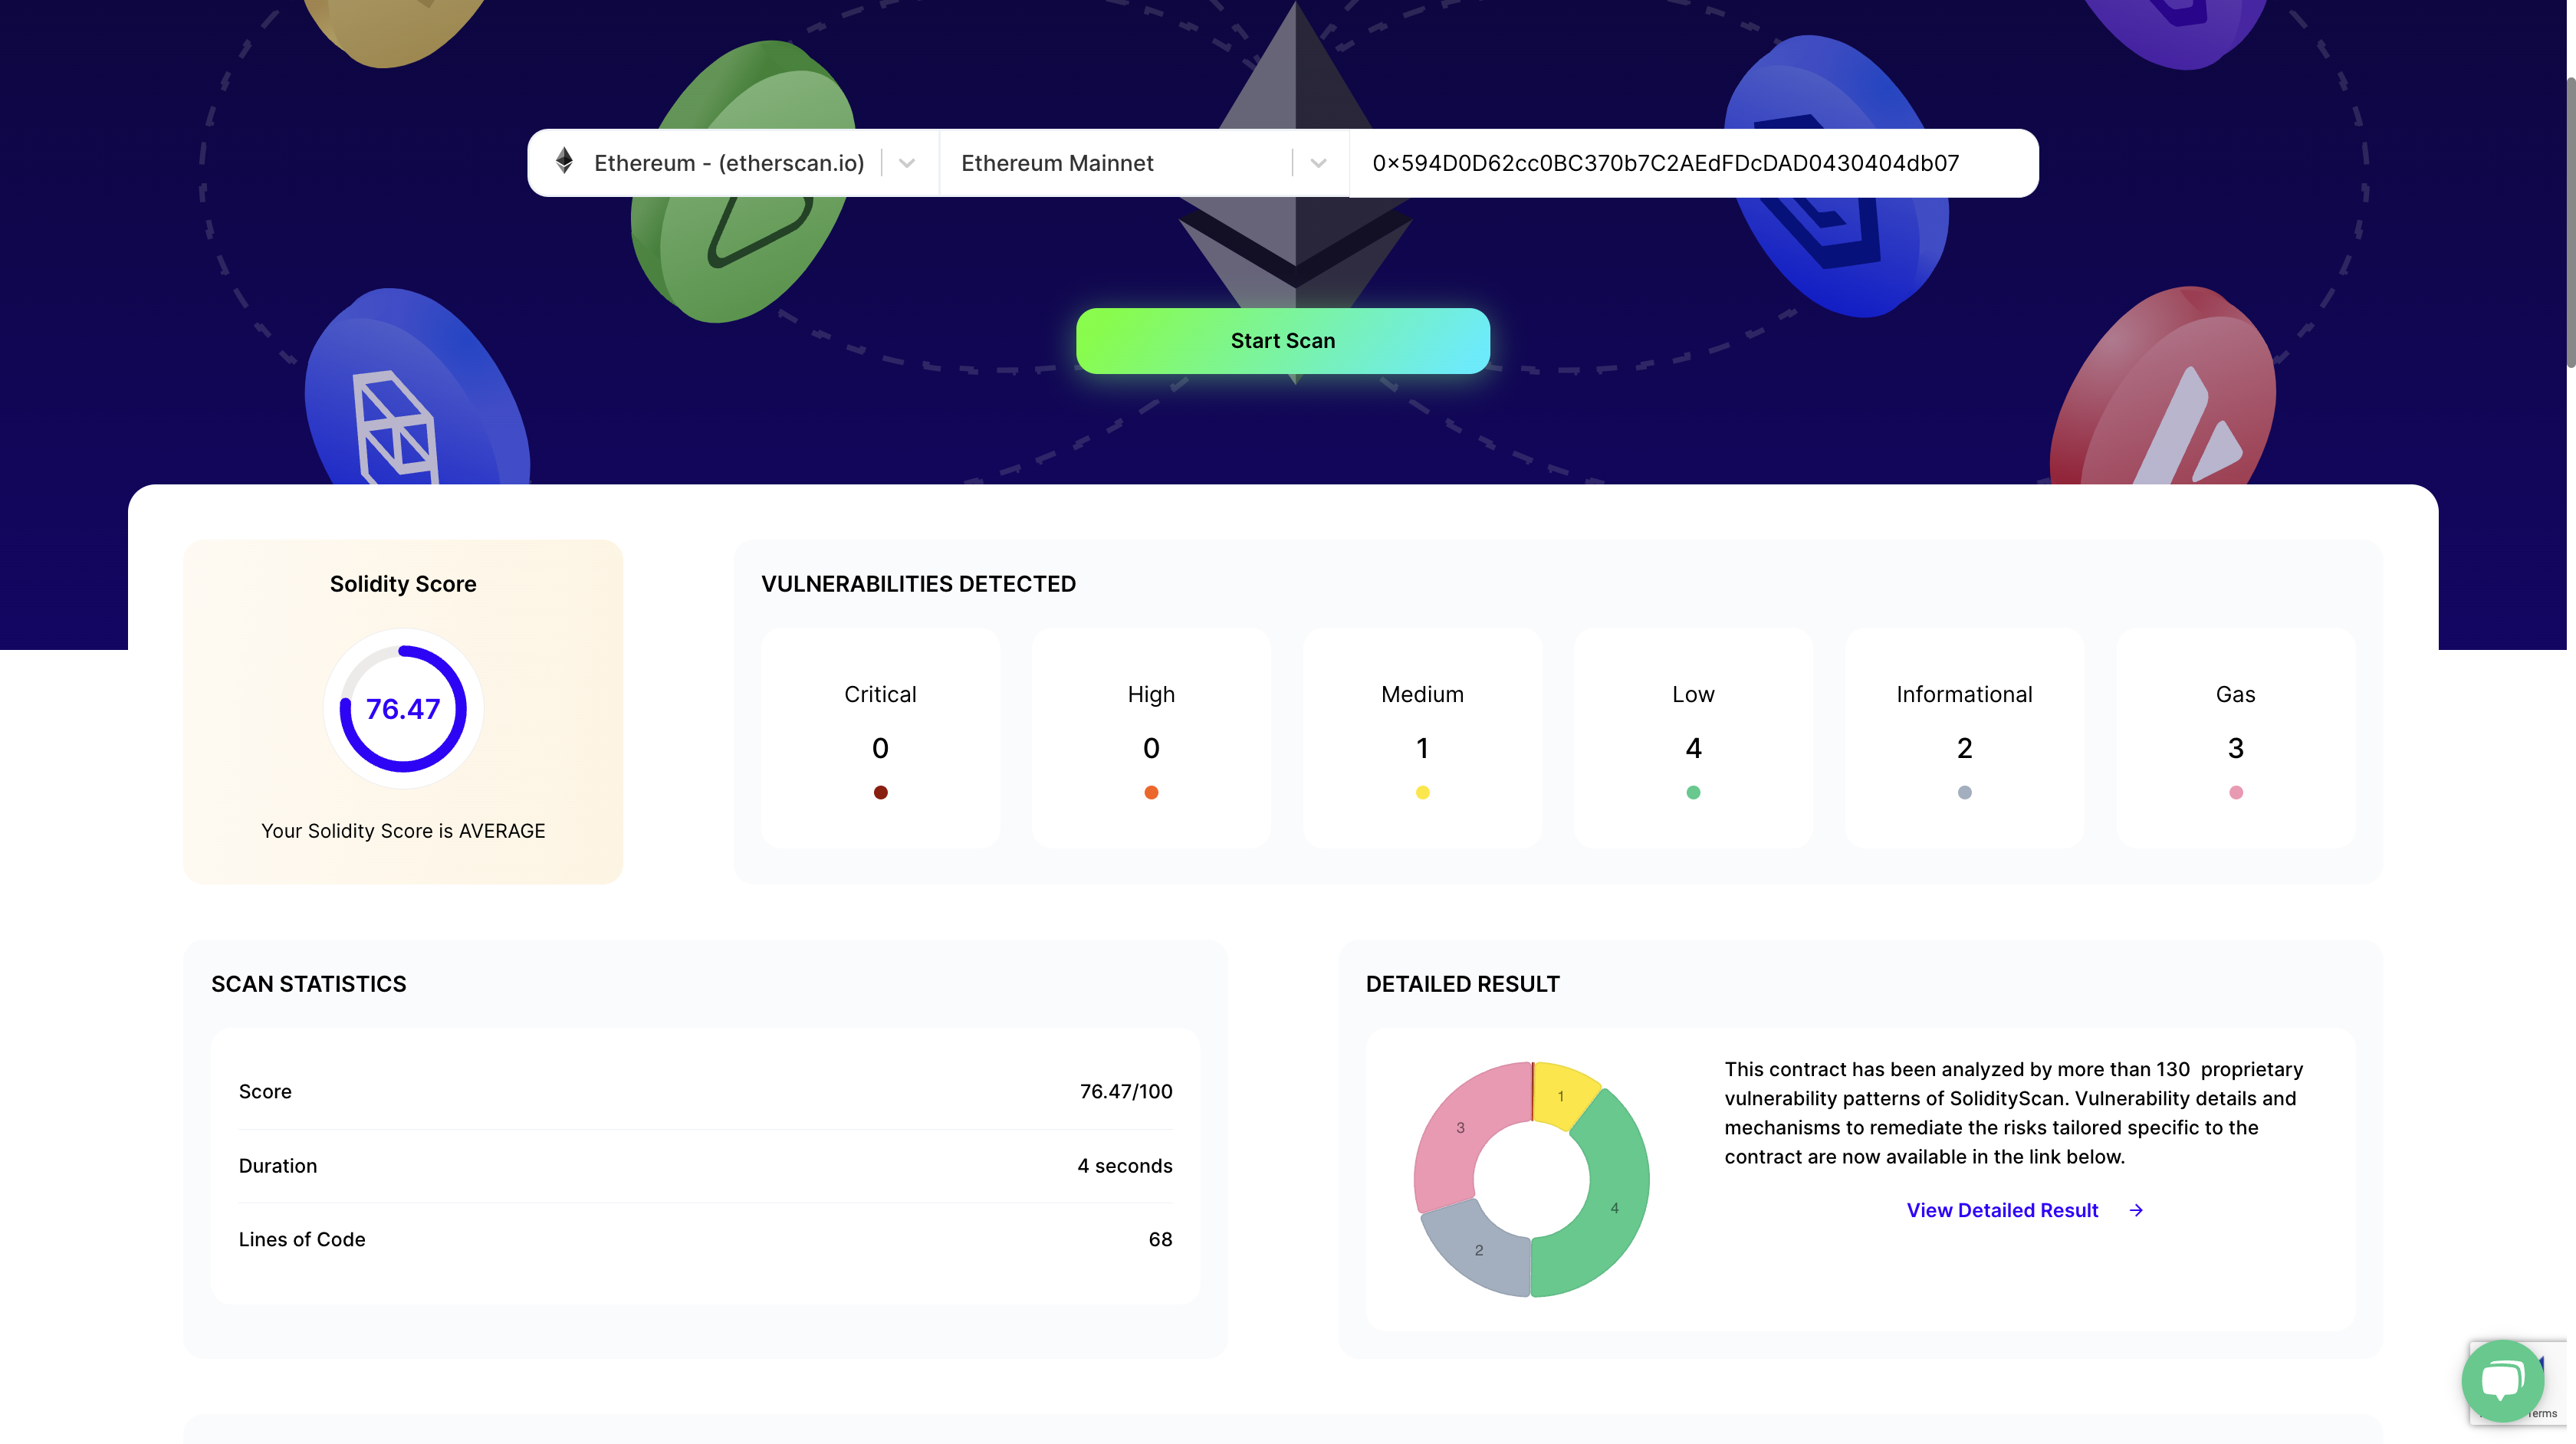 Ethereum - (etherscan.io)
Ethereum Mainnet
0x594D0D62cc0BC370b7C2AEdFDcDAD0430404db07
Start Scan
Solidity Score
76.47
Your Solidity Score is AVERAGE
VULNERABILITIES DETECTED
Critical
0
High
0
Medium
1
Low
4
Informational
2
Gas
3
SCAN STATISTICS
Score
76.47/100
Duration
4 seconds
Lines of Code
68
DETAILED RESULT
1
3
4
2
This contract has been analyzed by more than 130 proprietary
vulnerability patterns of SolidityScan. Vulnerability details and
mechanisms to remediate the risks tailored specific to the
contract are now available in the link below.
View Detailed Result